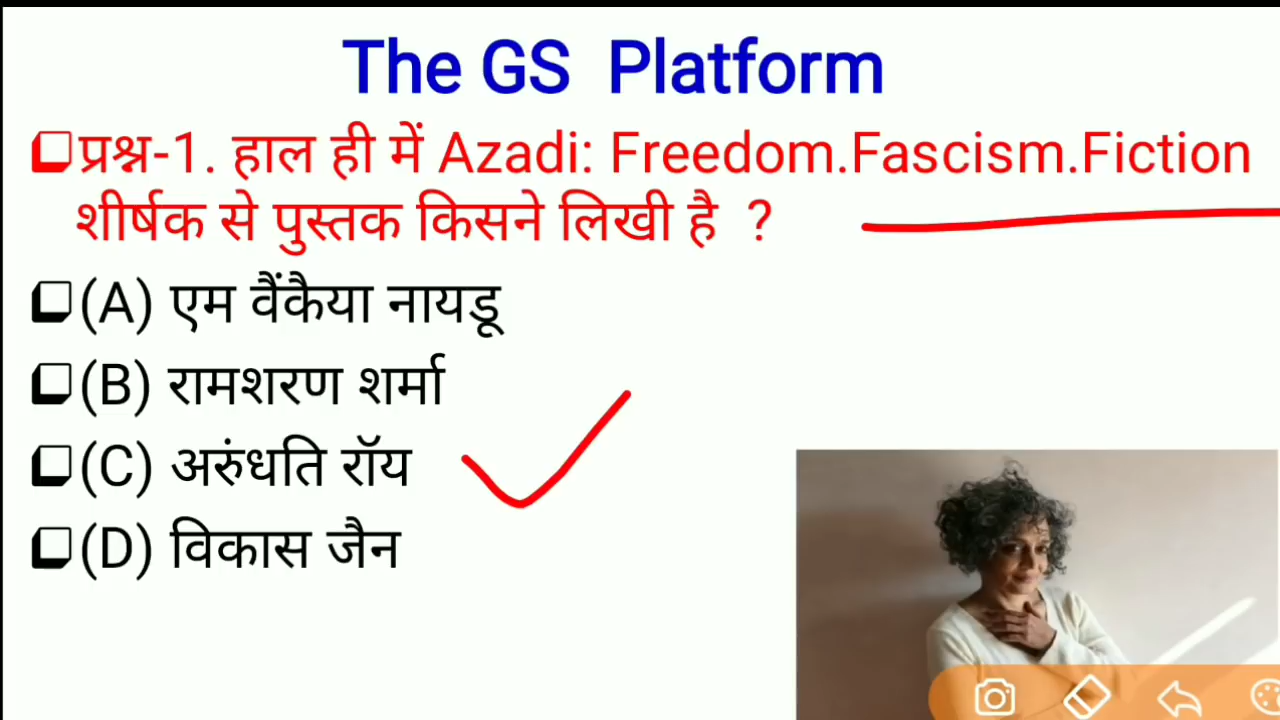 The GS Platform
प्रश्न-1. हाल ही में Azadi: Freedom.Fascism.Fiction
शीर्षक से पुस्तक किसने लिखी है ?
(A) एम वैंकैया नायडू
(B) रामशरण शर्मा
(C) अरुंधति रॉय
(D) विकास जैन